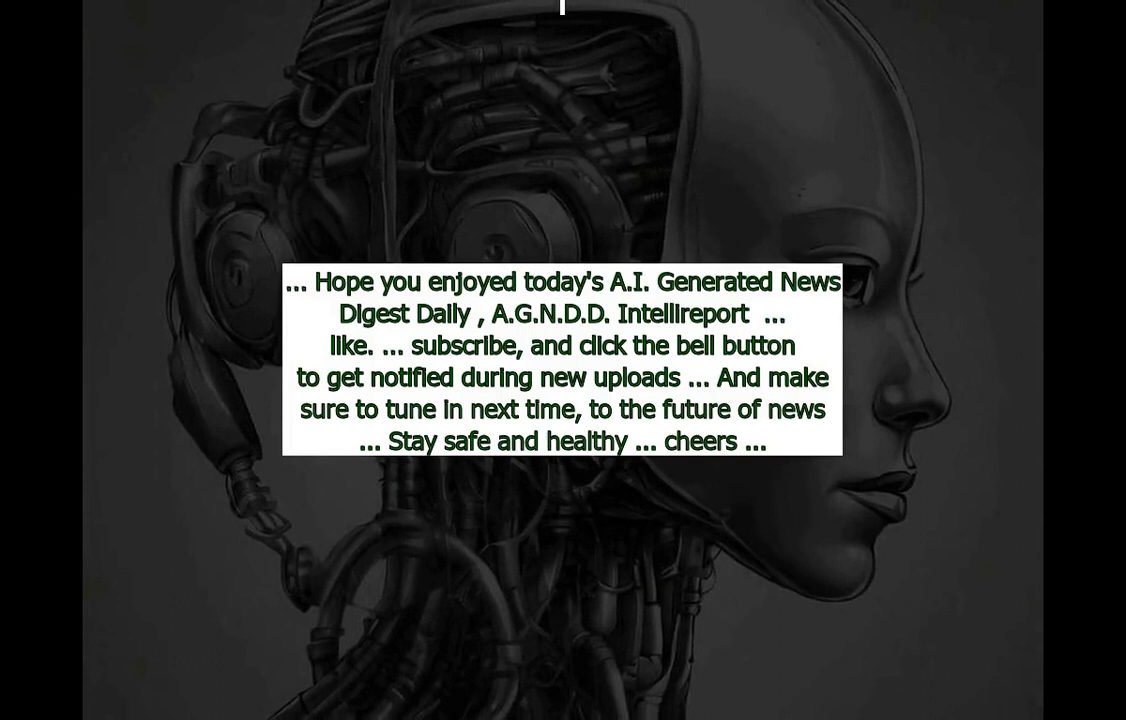 ... Hope you enjoyed today's A.I. Generated News
Digest Daily , A.G.N.D.D. Intellireport ...
like. ... subscribe, and click the bell button
to get notified during new uploads ... And make
sure to tune in next time, to the future of news
... Stay safe and healthy ... cheers ...